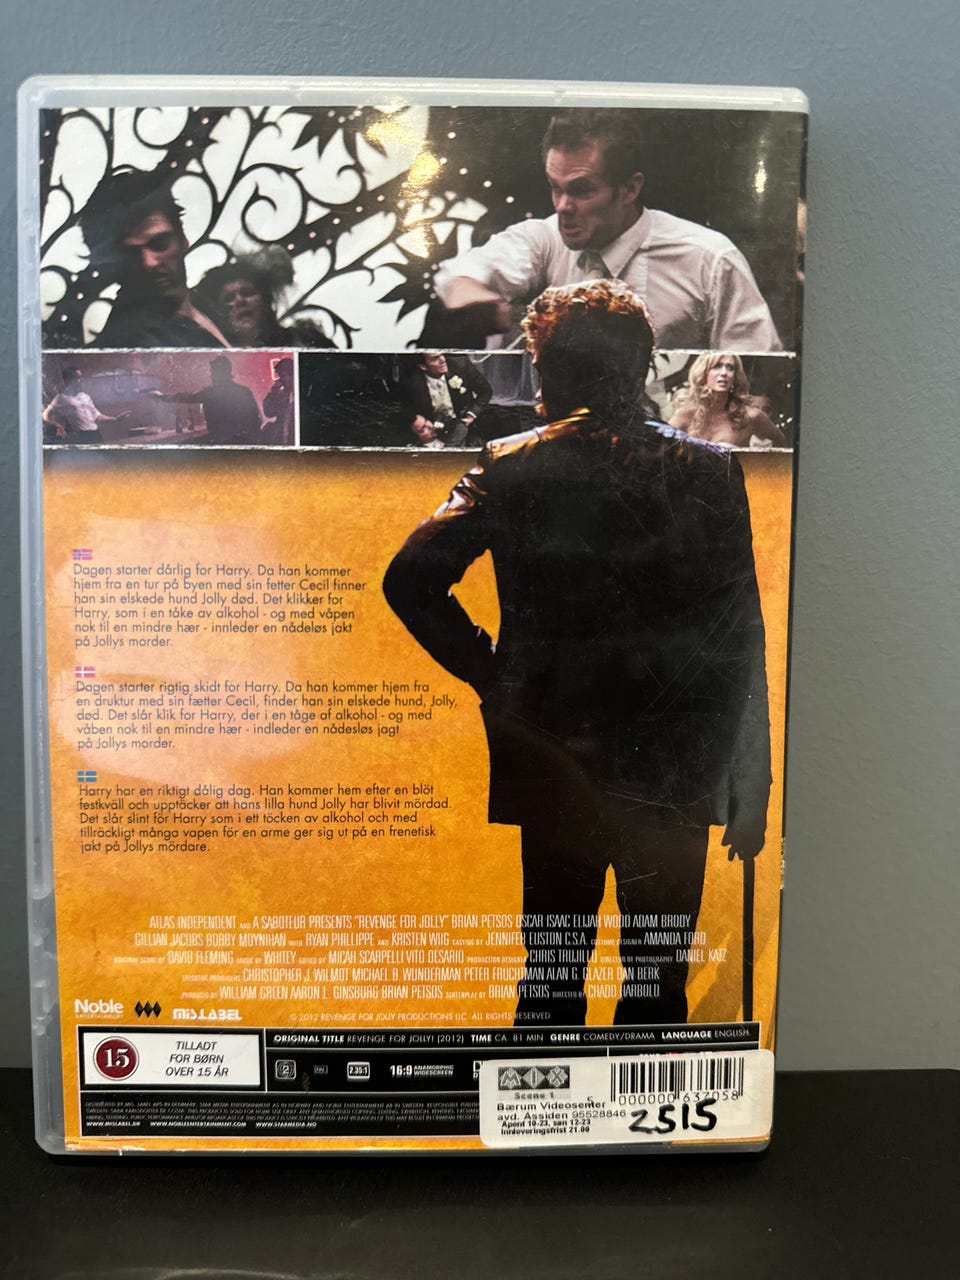 Dagen starter dårlig for Harry. Da han kommer
hjem fra en tur på byen med sin fetter Cecil finner
han sin elskede hund Jolly død. Det klikker for
Harry, som i en tåke av alkohol - og med våpen
nok til en mindre hær - innleder en nådeløs jakt
på Jollys morder.
Dagen starter rigtig skidt for Harry. Da han kommer hjem fra
en druktur med sin fætter Cecil, finder han sin elskede hund, Jolly,
død. Det slår klik for Harry, der i en tåge af alkohol - og med
våben nok til en mindre hær - indleder en nådesløs jagt
på Jollys morder.
Harry har en riktigt dålig dag. Han kommer hem efter en blöt
festkväll och upptäcker att hans lilla hund Jolly har blivit mördad.
Det slår slint för Harry som i ett töcken av alkohol och med
tillräckligt många vapen för en arme ger sig ut på en frenetisk
jakt på Jollys mördare.
ATLAS INDEPENDENT AND A SABOTEUR PRESENTS "REVENGE FOR JOLLY" BRIAN PETSOS OSCAR ISAAC ELIJAH WOOD ADAM BRODY
GILLIAN JACOBS BOBBY MOYNIHAN WITH RYAN PHILLIPPE AND KRISTEN WIIG CASTING BY JENNIFER EUSTON C.S.A. COSTUME DESIGNER AMANDA FORD
ORIGINAL SCORE BY DAVID FLEMING MUSIC BY WHITEY EDITED BY MICAH SCARPELLI VITO DESARIO PRODUCTION DESIGNER CHRIS TRUJILLO DIRECTOR OF PHOTOGRAPHY DANIEL KATZ
EXECUTIVE PRODUCERS CHRISTOPHER J. WILMOT MICHAEL B. WUNDERMAN PETER FRUCHTMAN ALAN G. GLAZER DAN BERK
PRODUCED BY WILLIAM GREEN AARON L. GINSBURG BRIAN PETSOS SCREENPLAY BY BRIAN PETSOS DIRECTED BY CHADD HARBOLD
Noble
ENTERTAINMENT
MIS.LABEL
© 2012 REVENGE FOR JOLLY PRODUCTIONS LLC. ALL RIGHTS RESERVED
ORIGINAL TITLE REVENGE FOR JOLLY! (2012) TIME CA. 81 MIN GENRE COMEDY/DRAMA LANGUAGE ENGLISH
15
TILLADT
FOR BØRN
OVER 15 ÅR
2
PAL
2.35:1
16:9 ANAMORPHIC
WIDESCREEN
WWW.MISLABEL.DK WWW.NOBLEENTERTAINMENT.COM WWW.STARMEDIA.NO
MIX
Scene 1
5 000000 637058
Bærum Videosenter
avd. Åssiden 95528846
Åpent 10-23, søn 12-23
Innleveringsfrist 21.00
2515